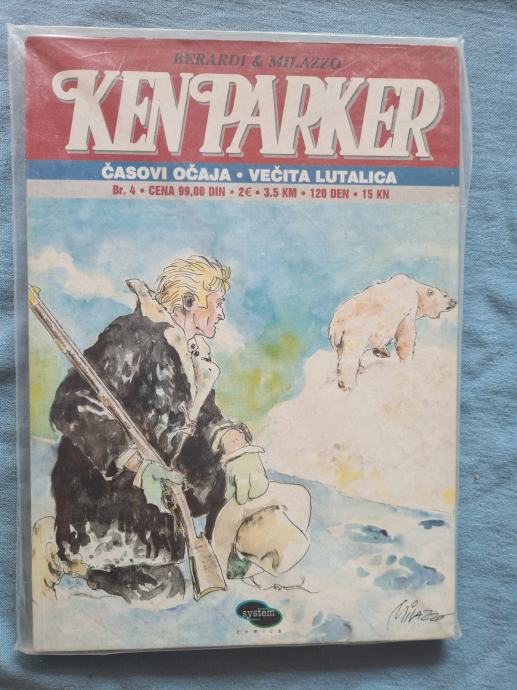 BERARDI & MILAZZO
KEN PARKER
ČASOVI OČAJA • VEČITA LUTALICA
Br. 4 • CENA 99,00 DIN • 2€ • 3.5 KM • 120 DEN • 15 KN
system
comics
Milazzo